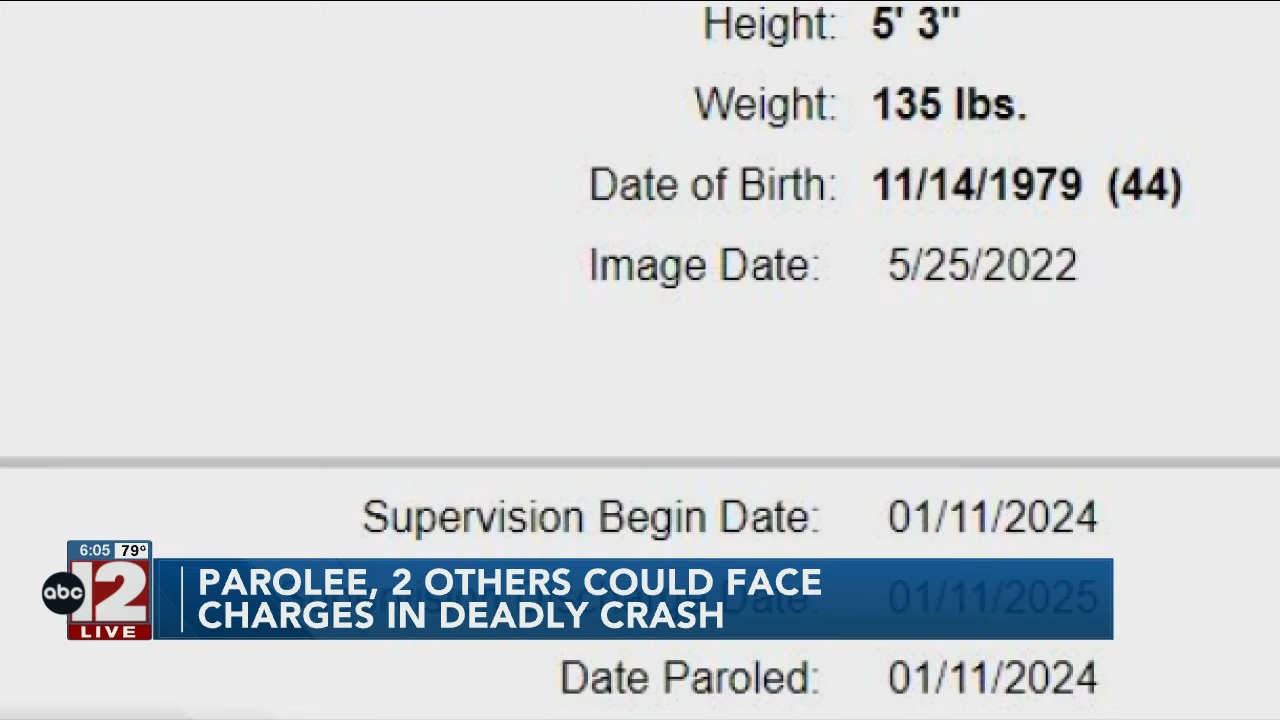 Height: 5' 3"
Weight: 135 lbs.
Date of Birth: 11/14/1979 (44)
Image Date: 5/25/2022
Supervision Begin Date: 01/11/2024
Date: 01/11/2025
6:05 79°
abc 12
LIVE
PAROLEE, 2 OTHERS COULD FACE
CHARGES IN DEADLY CRASH
Date Paroled: 01/11/2024